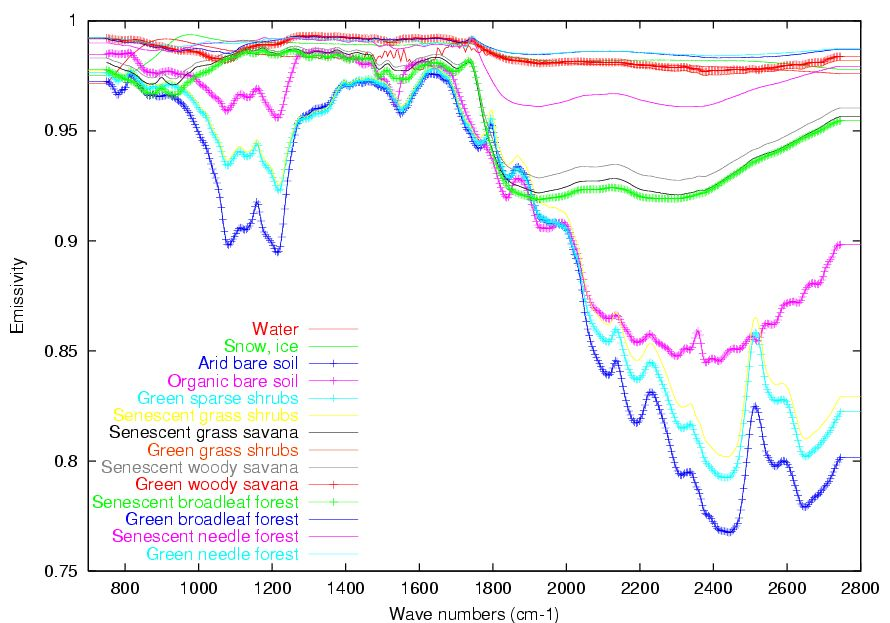 1
0.95
0.9
0.85
0.8
0.75
Emissivity
Water
Snow, ice
Arid bare soil
Organic bare soil
Green sparse shrubs
Senescent grass shrubs
Senescent grass savana
Green grass shrubs
Senescent woody savana
Green woody savana
Senescent broadleaf forest
Green broadleaf forest
Senescent needle forest
Green needle forest
800 1000 1200 1400 1600 1800 2000 2200 2400 2600 2800
Wave numbers (cm-1)